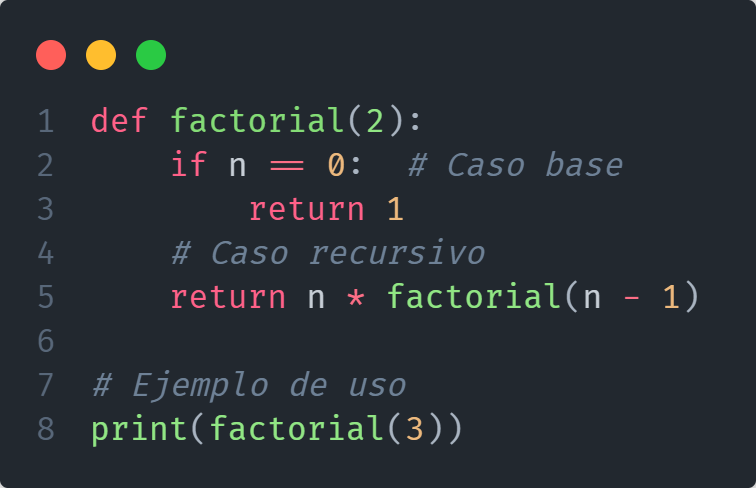 1 def factorial(2):
2     if n == 0:  # Caso base
3         return 1
4     # Caso recursivo
5     return n * factorial(n - 1)
6
7 # Ejemplo de uso
8 print(factorial(3))